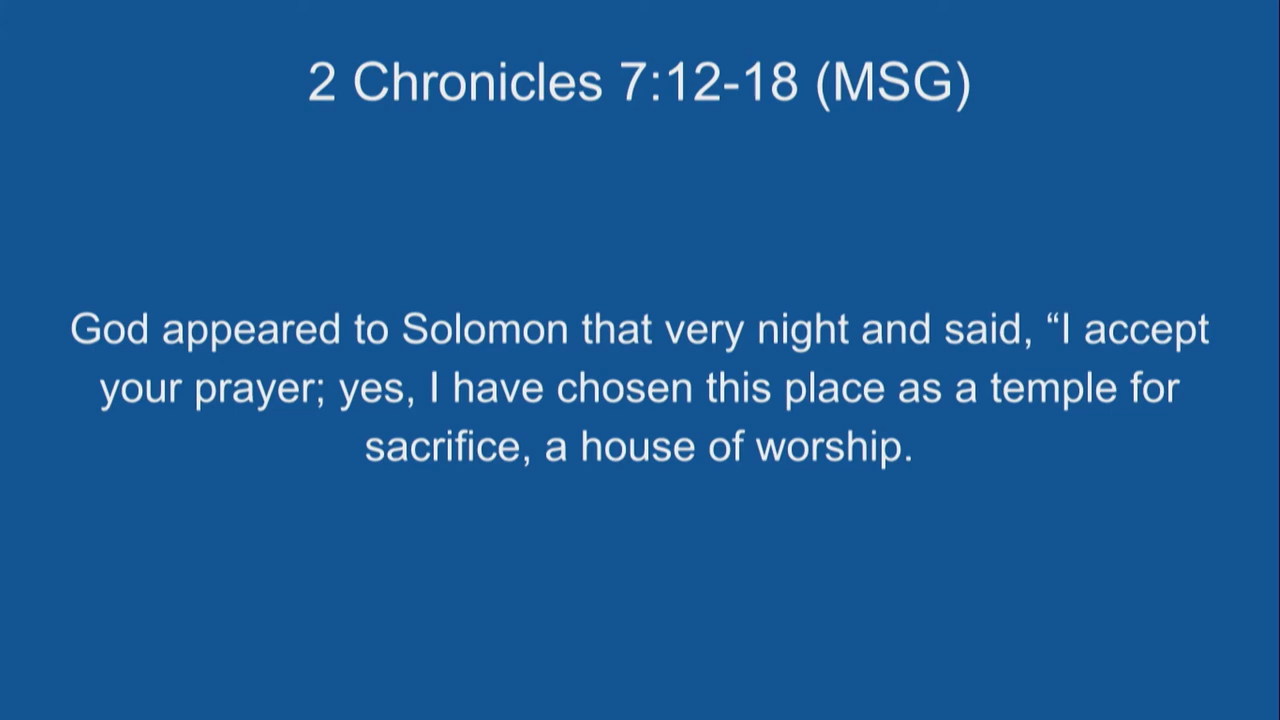 2 Chronicles 7:12-18 (MSG)
God appeared to Solomon that very night and said, “I accept
your prayer; yes, I have chosen this place as a temple for
sacrifice, a house of worship.